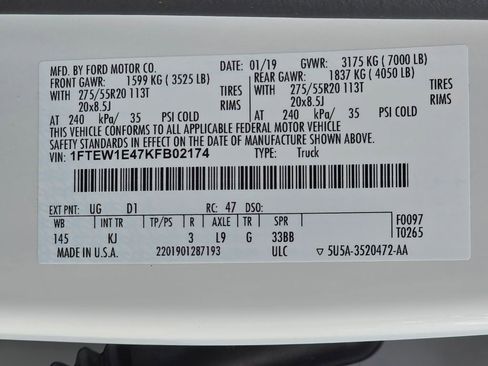 MFD. BY FORD MOTOR CO. 01/19 GVWR: 3175 KG ( 7000 LB)
FRONT GAWR: 1599 KG ( 3525 LB) REAR GAWR: 1837 KG ( 4050 LB)
WITH 275/55R20 113T TIRES WITH 275/55R20 113T TIRES
20x8.5J RIMS 20x8.5J RIMS
AT 240 kPa/ 35 PSI COLD AT 240 kPa/ 35 PSI COLD
THIS VEHICLE CONFORMS TO ALL APPLICABLE FEDERAL MOTOR VEHICLE
SAFETY STANDARDS IN EFFECT ON THE DATE OF MANUFACTURE SHOWN ABOVE.
VIN: 1FTEW1E47KFB02174 TYPE: Truck
EXT PNT: UG D1 RC: 47 DSO:
WB INT TR TP/PS R AXLE TR SPR F0097
145 KJ 3 L9 G 33BB T0265
MADE IN U.S.A. 2201901287193 ULC ▽ 5U5A-3520472-AA